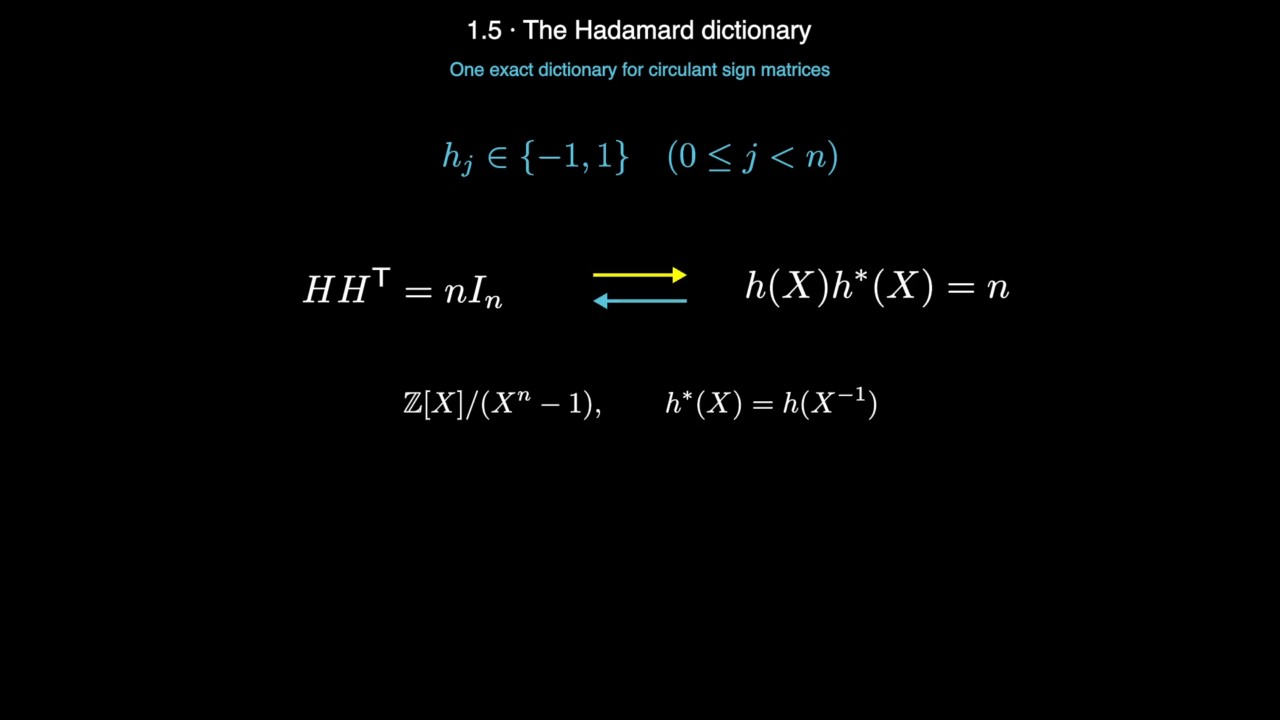 1.5 · The Hadamard dictionary
One exact dictionary for circulant sign matrices
h_j ∈ {−1, 1}   (0 ≤ j < n)
HH^T = nI_n   h(X)h*(X) = n
ℤ[X]/(X^n − 1),   h*(X) = h(X^{−1})